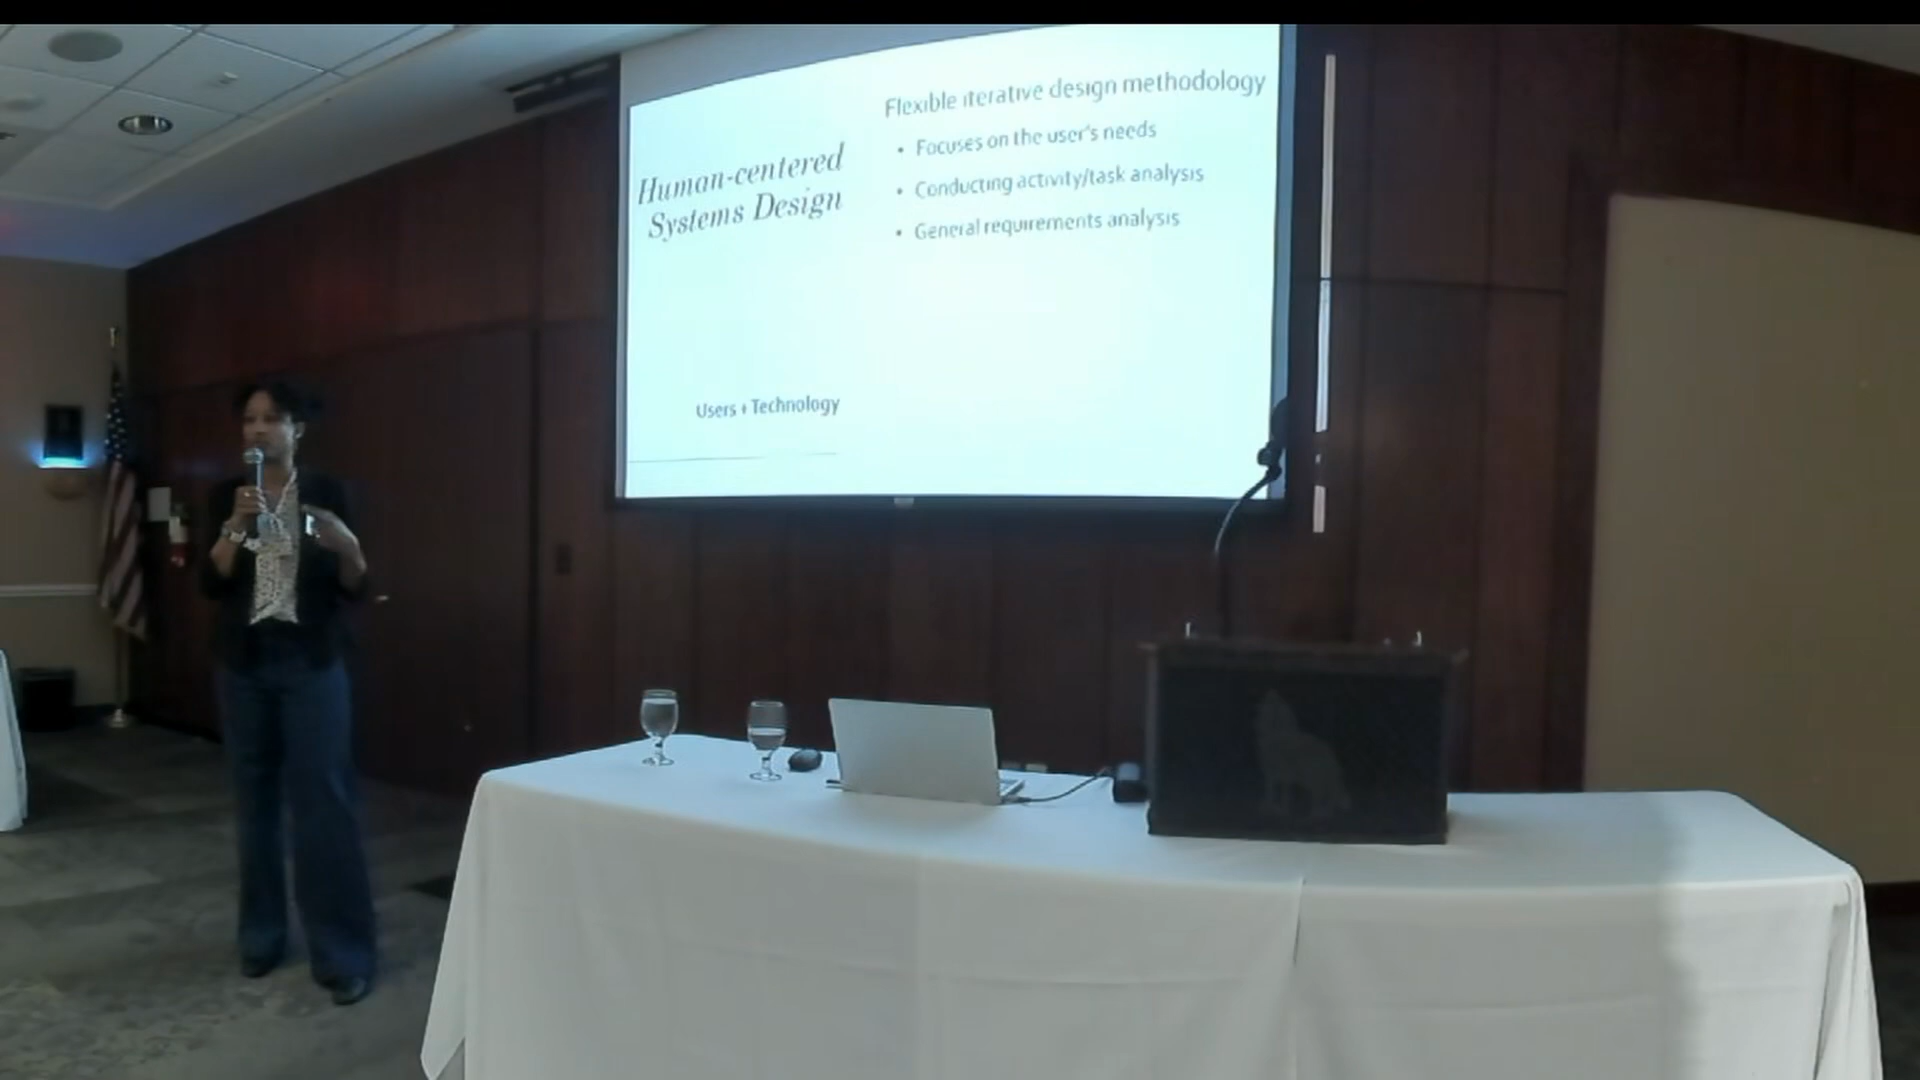 Human-centered
Systems Design
Users + Technology
Flexible iterative design methodology
• Focuses on the user's needs
• Conducting activity/task analysis
• General requirements analysis